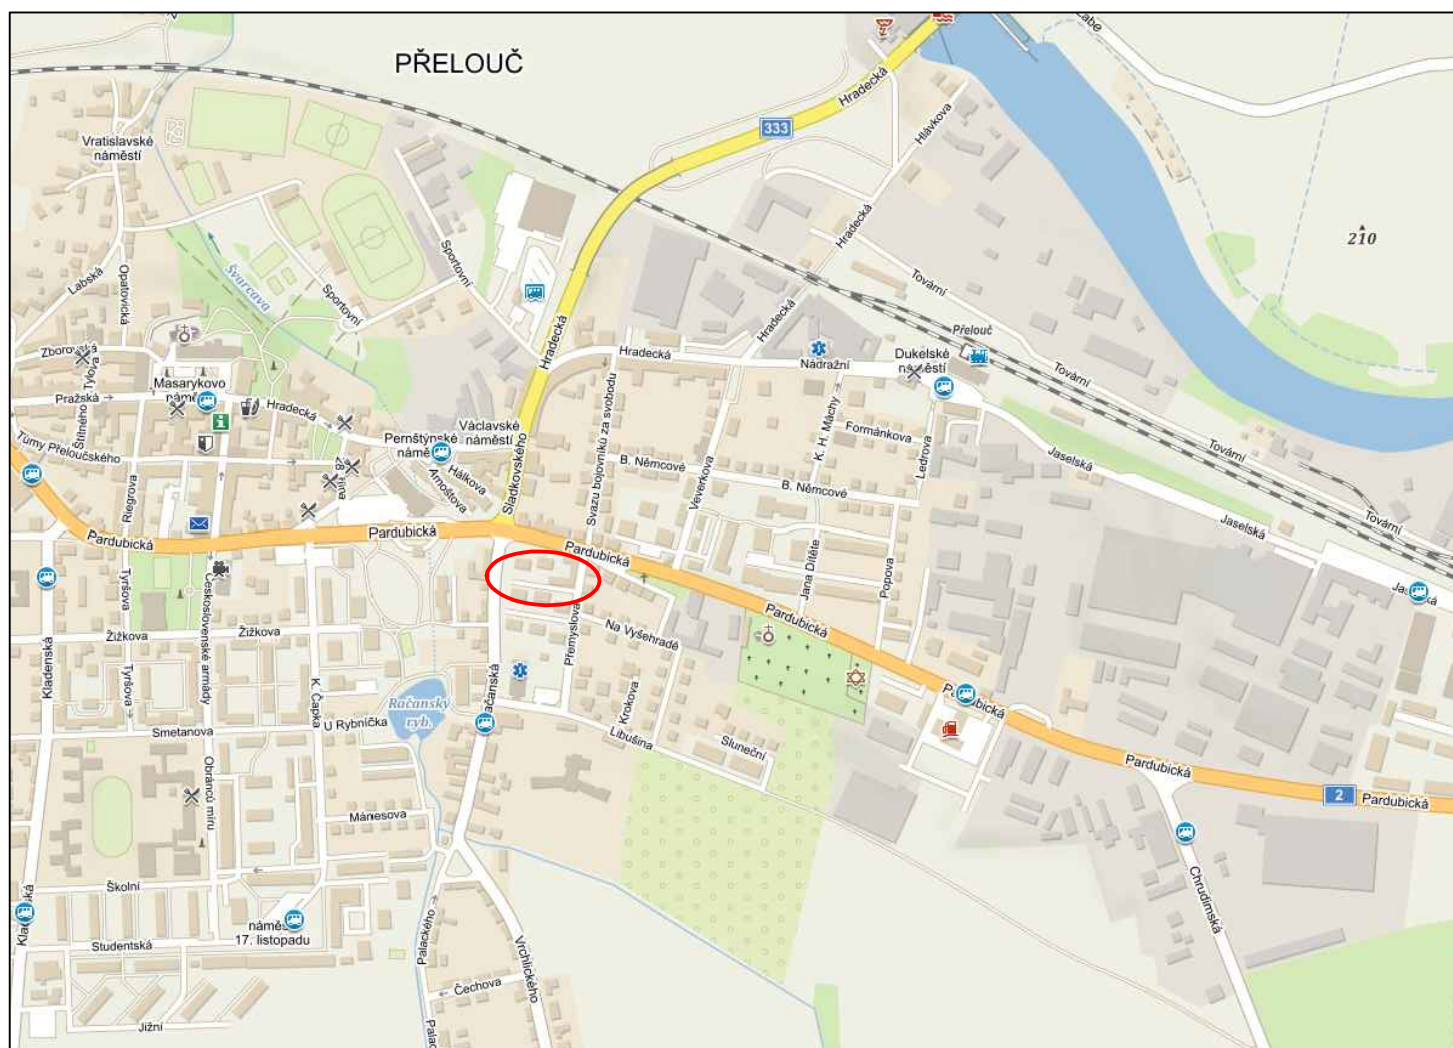 PŘELOUČ
Labe
Hradecká
333
Hlávkova
Vratislavské
náměstí
210
Hradecká
Švarcava
Sportovní
Labská
Opatovická
Sportovní
Tovární
Hradecká
Hradecká
Přelouč
Zborovská
Tylova
Hradecká
Nádražní
Dukelské
náměstí
Tovární
Masarykovo
Pražská
Štítného
Hradecká
Václavské
náměstí
Pernštýnské
Svazu bojovníků za svobodu
K. H. Máchy
Formánkova
Tůmy Přeloučského
Hálkova
Armoštova
Sladkovského
B. Němcové
Veverkova
B. Němcové
Ledrova
Jaselská
Tovární
Riegrova
Jaselská
Tovární
Pardubická
Pardubická
Pardubická
Jana Dítěte
Popova
Tyršova
Československé armády
Přemyslova
Pardubická
Žižkova
Žižkova
Na Vyšehradě
Kladenská
Tyršova
K. Čapka
Račanský
ryb.
U Rybníčka
Krokova
Libušina
Sluneční
Pardubická
Smetanova
Obránců míru
Pardubická
2
Pardubická
Mánesova
Školní
Chrudimská
17. listopadu
Studentská
Palackého
Vrchlického
Čechova
Jižní